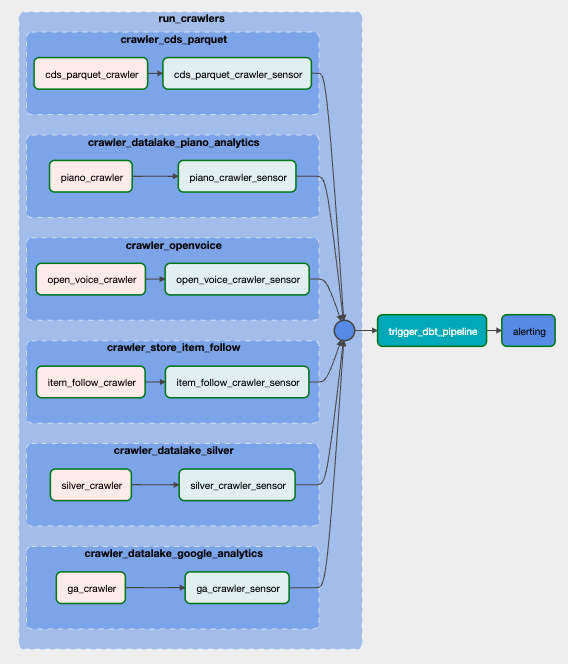 run_crawlers
crawler_cds_parquet
cds_parquet_crawler
cds_parquet_crawler_sensor
crawler_datalake_piano_analytics
piano_crawler
piano_crawler_sensor
crawler_openvoice
open_voice_crawler
open_voice_crawler_sensor
crawler_store_item_follow
item_follow_crawler
item_follow_crawler_sensor
crawler_datalake_silver
silver_crawler
silver_crawler_sensor
crawler_datalake_google_analytics
ga_crawler
ga_crawler_sensor
trigger_dbt_pipeline
alerting